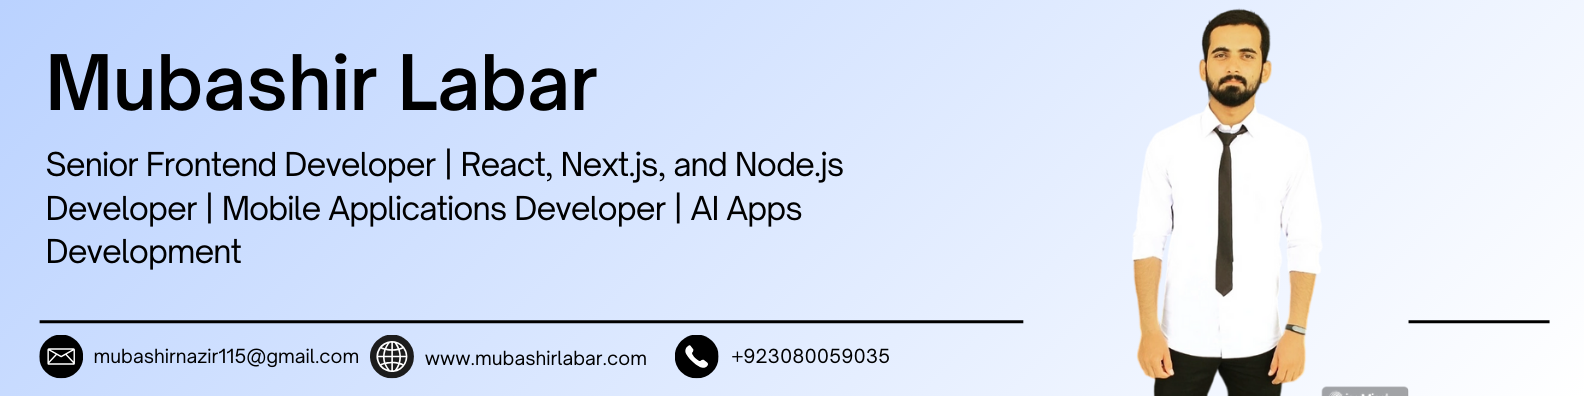 Mubashir Labar
Senior Frontend Developer | React, Next.js, and Node.js
Developer | Mobile Applications Developer | AI Apps
Development
mubashirnazir115@gmail.com www.mubashirlabar.com +923080059035